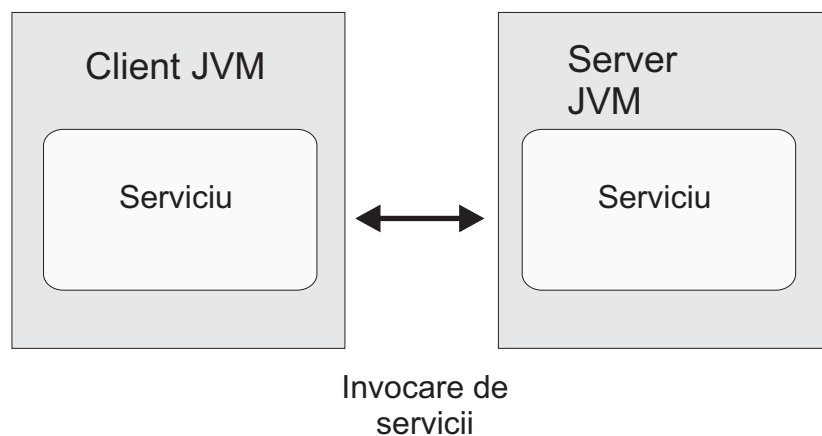 Client JVM
Server
JVM
Serviciu
Serviciu
Invocare de
servicii